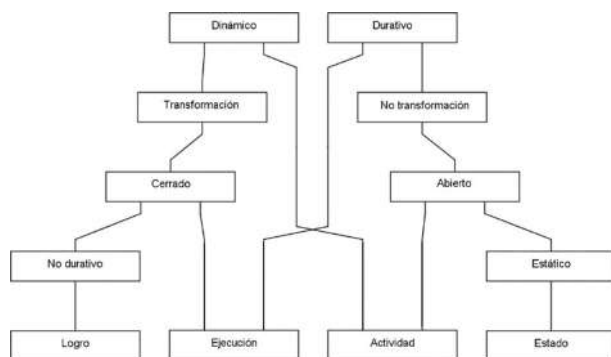 Dinámico
Durativo
Transformación
No transformación
Cerrado
Abierto
No durativo
Estático
Logro
Ejecución
Actividad
Estado